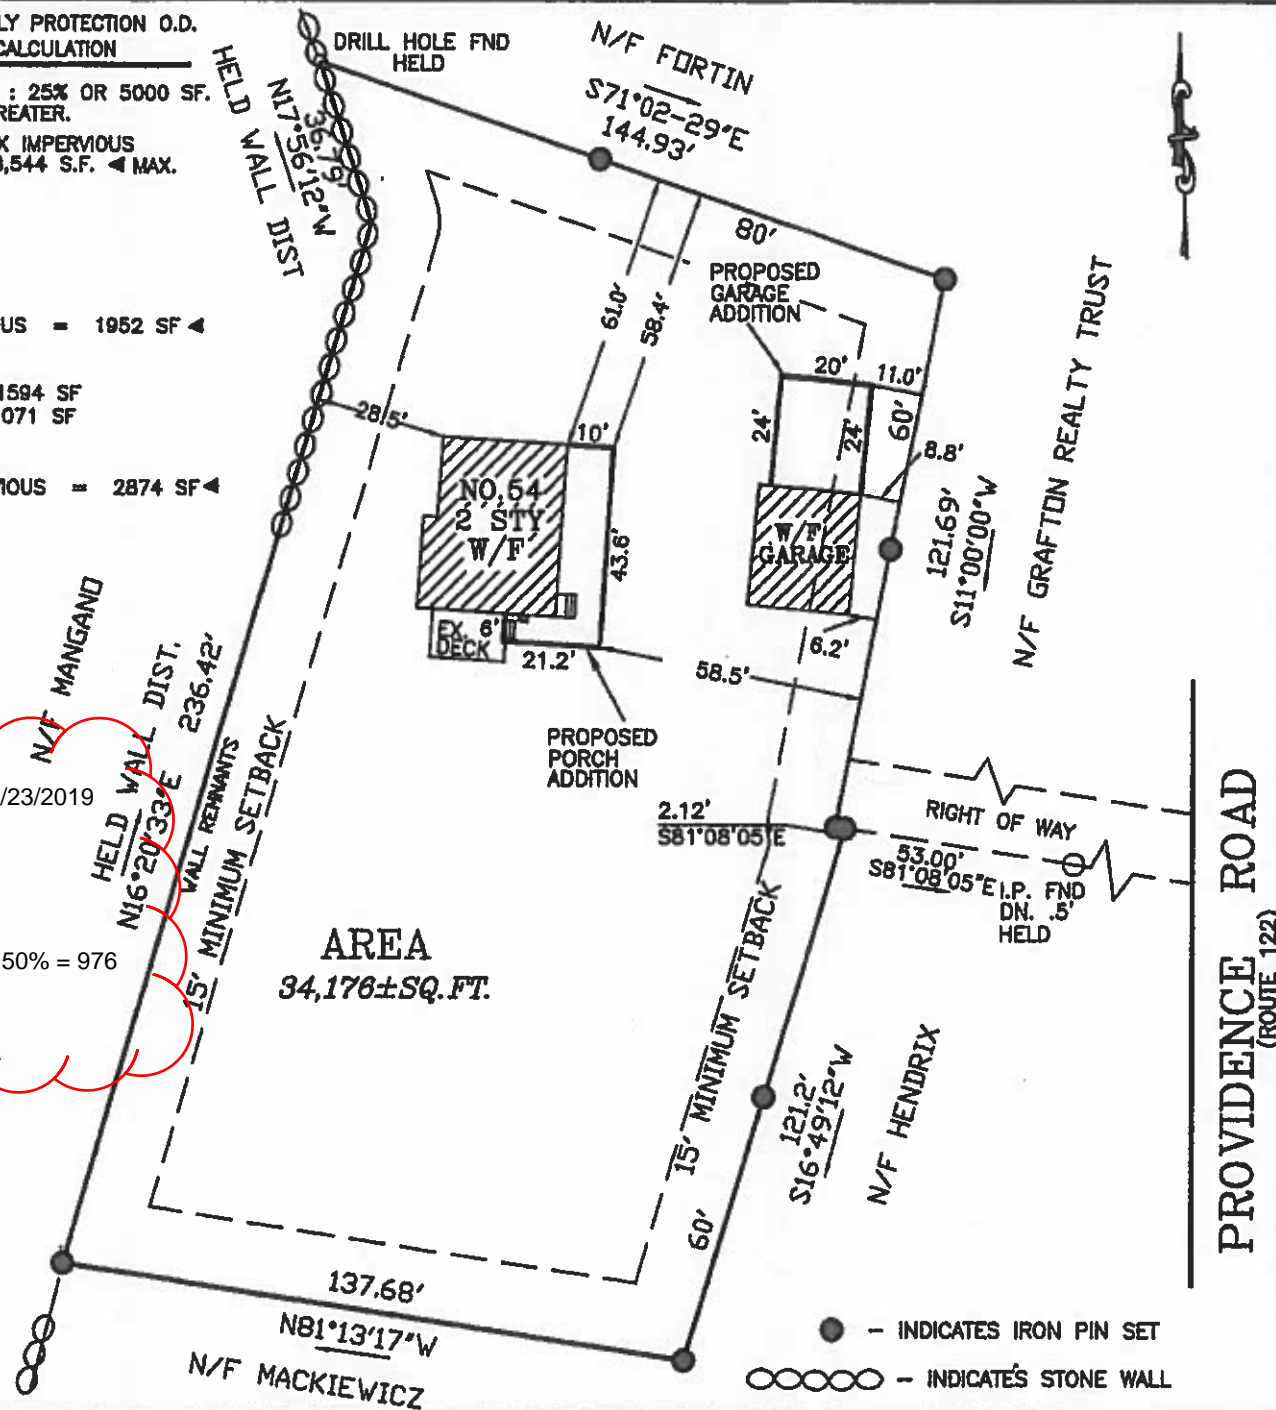 LY PROTECTION O.D.
CALCULATION
: 25% OR 5000 SF.
REATER.
X IMPERVIOUS
,544 S.F. ◄ MAX.
US = 1952 SF ◄
1594 SF
071 SF
IOUS = 2874 SF ◄
DRILL HOLE FND
HELD
N/F FORTIN
S71°02-29"E
144.93'
80'
36.79'
N17°56'12"W
HELD WALL DIST
61.0'
58.4'
PROPOSED
GARAGE
ADDITION
20'
11.0'
24'
24'
60'
8.8'
121.69'
S11°00'00"W
N/F GRAFTON REALTY TRUST
28.5'
10'
NO.54
2 STY
W/F
43.6'
W/F
GARAGE
6.2'
EX.
DECK
6'
21.2'
58.5'
PROPOSED
PORCH
ADDITION
N/F MANGANO
HELD WALL DIST.
N16°20'33"E 236.42'
WALL REMNANTS
15' MINIMUM SETBACK
/23/2019
50% = 976
2.12'
S81°08'05"E
RIGHT OF WAY
53.00'
S81°08'05"E
I.P. FND
DN. .5'
HELD
AREA
34,176±SQ.FT.
15' MINIMUM SETBACK
121.2'
S16°49'12"W
N/F HENDRIX
60'
PROVIDENCE ROAD
(ROUTE 122)
137.68'
N81°13'17"W
N/F MACKIEWICZ
- INDICATES IRON PIN SET
- INDICATE'S STONE WALL